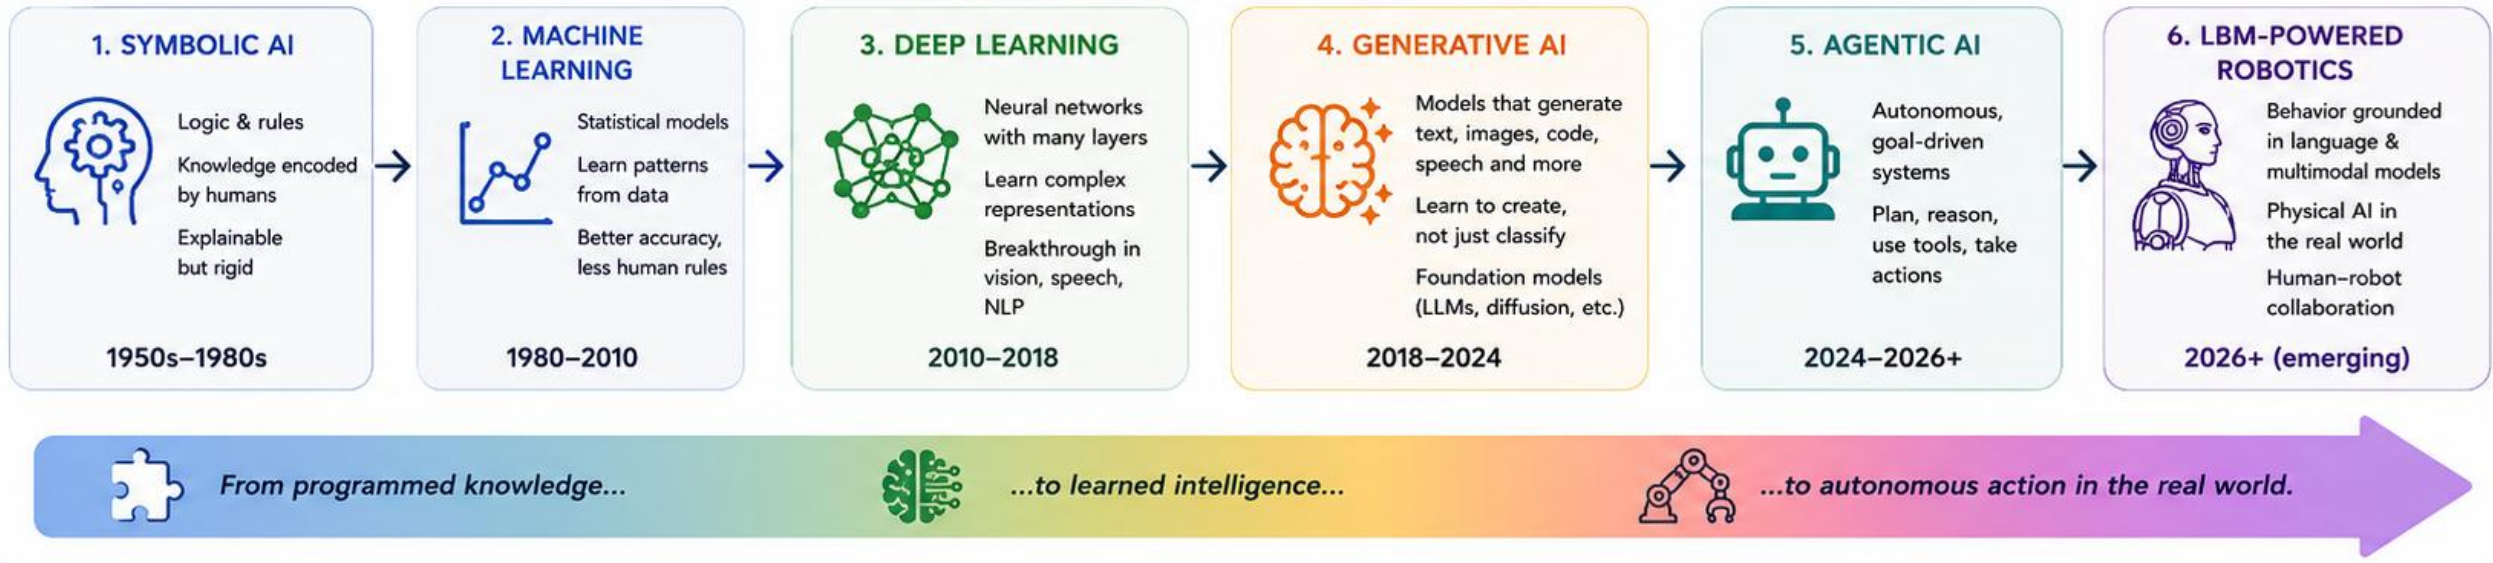 1. SYMBOLIC AI
Logic & rules
Knowledge encoded
by humans
Explainable
but rigid
1950s–1980s
2. MACHINE
LEARNING
Statistical models
Learn patterns
from data
Better accuracy,
less human rules
1980–2010
3. DEEP LEARNING
Neural networks
with many layers
Learn complex
representations
Breakthrough in
vision, speech,
NLP
2010–2018
4. GENERATIVE AI
Models that generate
text, images, code,
speech and more
Learn to create,
not just classify
Foundation models
(LLMs, diffusion, etc.)
2018–2024
5. AGENTIC AI
Autonomous,
goal-driven
systems
Plan, reason,
use tools, take
actions
2024–2026+
6. LBM-POWERED
ROBOTICS
Behavior grounded
in language &
multimodal models
Physical AI in
the real world
Human–robot
collaboration
2026+ (emerging)
From programmed knowledge...
...to learned intelligence...
...to autonomous action in the real world.